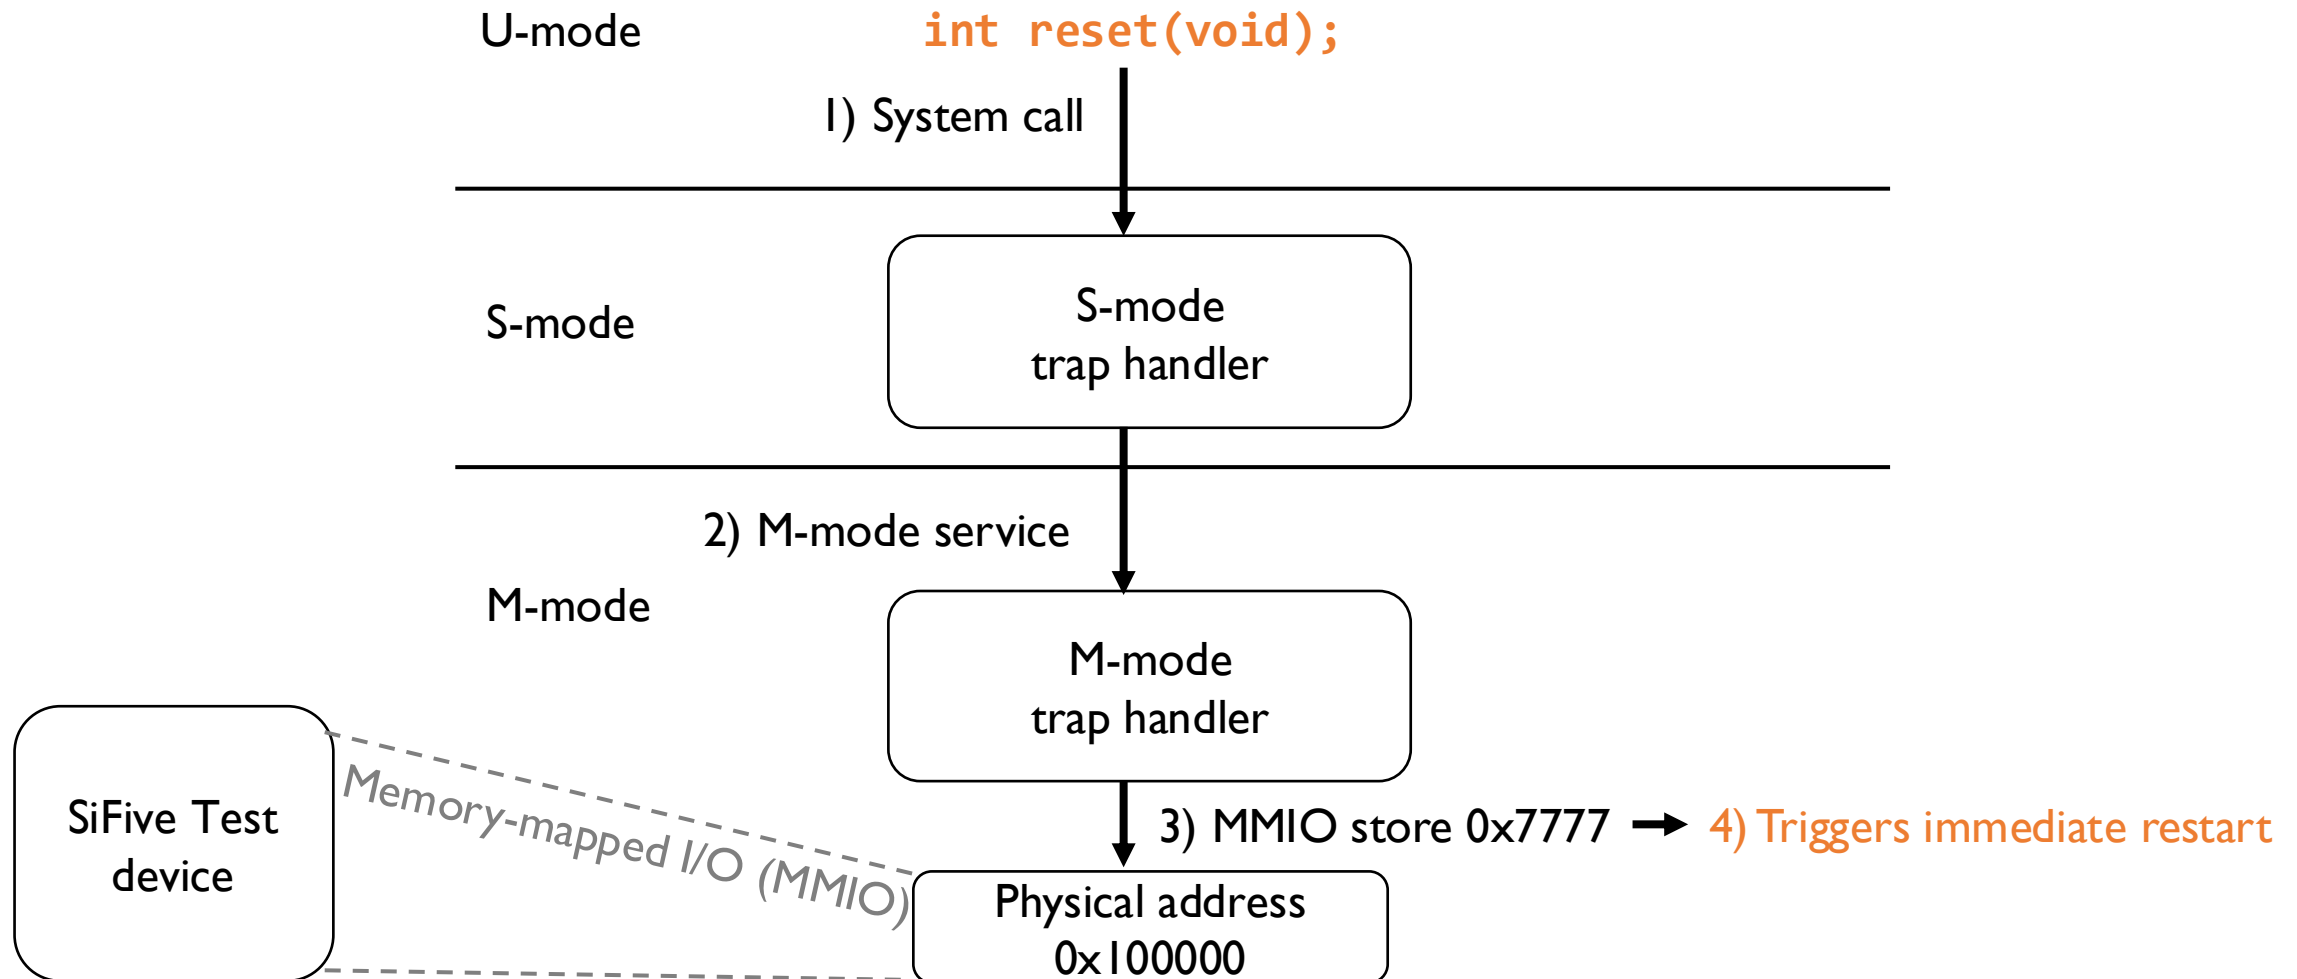 U-mode
int reset(void);
1) System call
S-mode
S-mode
trap handler
2) M-mode service
M-mode
M-mode
trap handler
SiFive Test
device
Memory-mapped I/O (MMIO)
3) MMIO store 0x7777
4) Triggers immediate restart
Physical address
0x100000